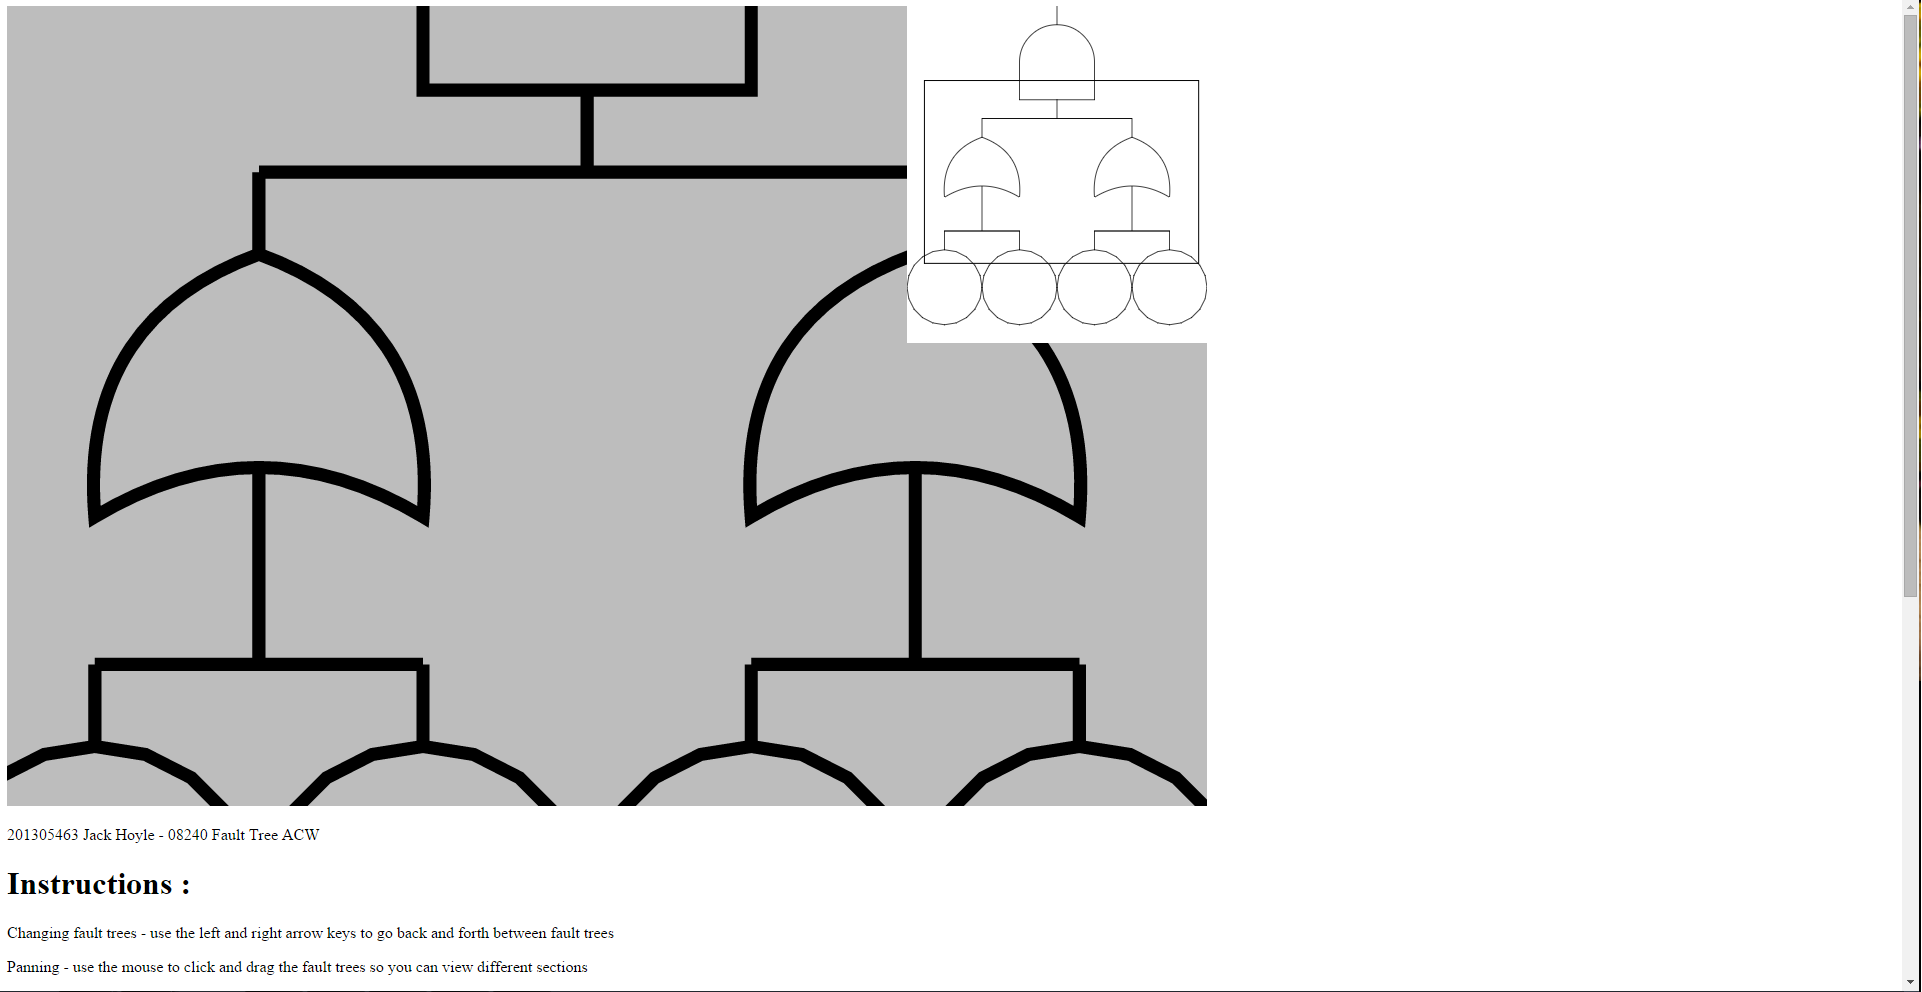 201305463 Jack Hoyle - 08240 Fault Tree ACW
Instructions :
Changing fault trees - use the left and right arrow keys to go back and forth between fault trees
Panning - use the mouse to click and drag the fault trees so you can view different sections